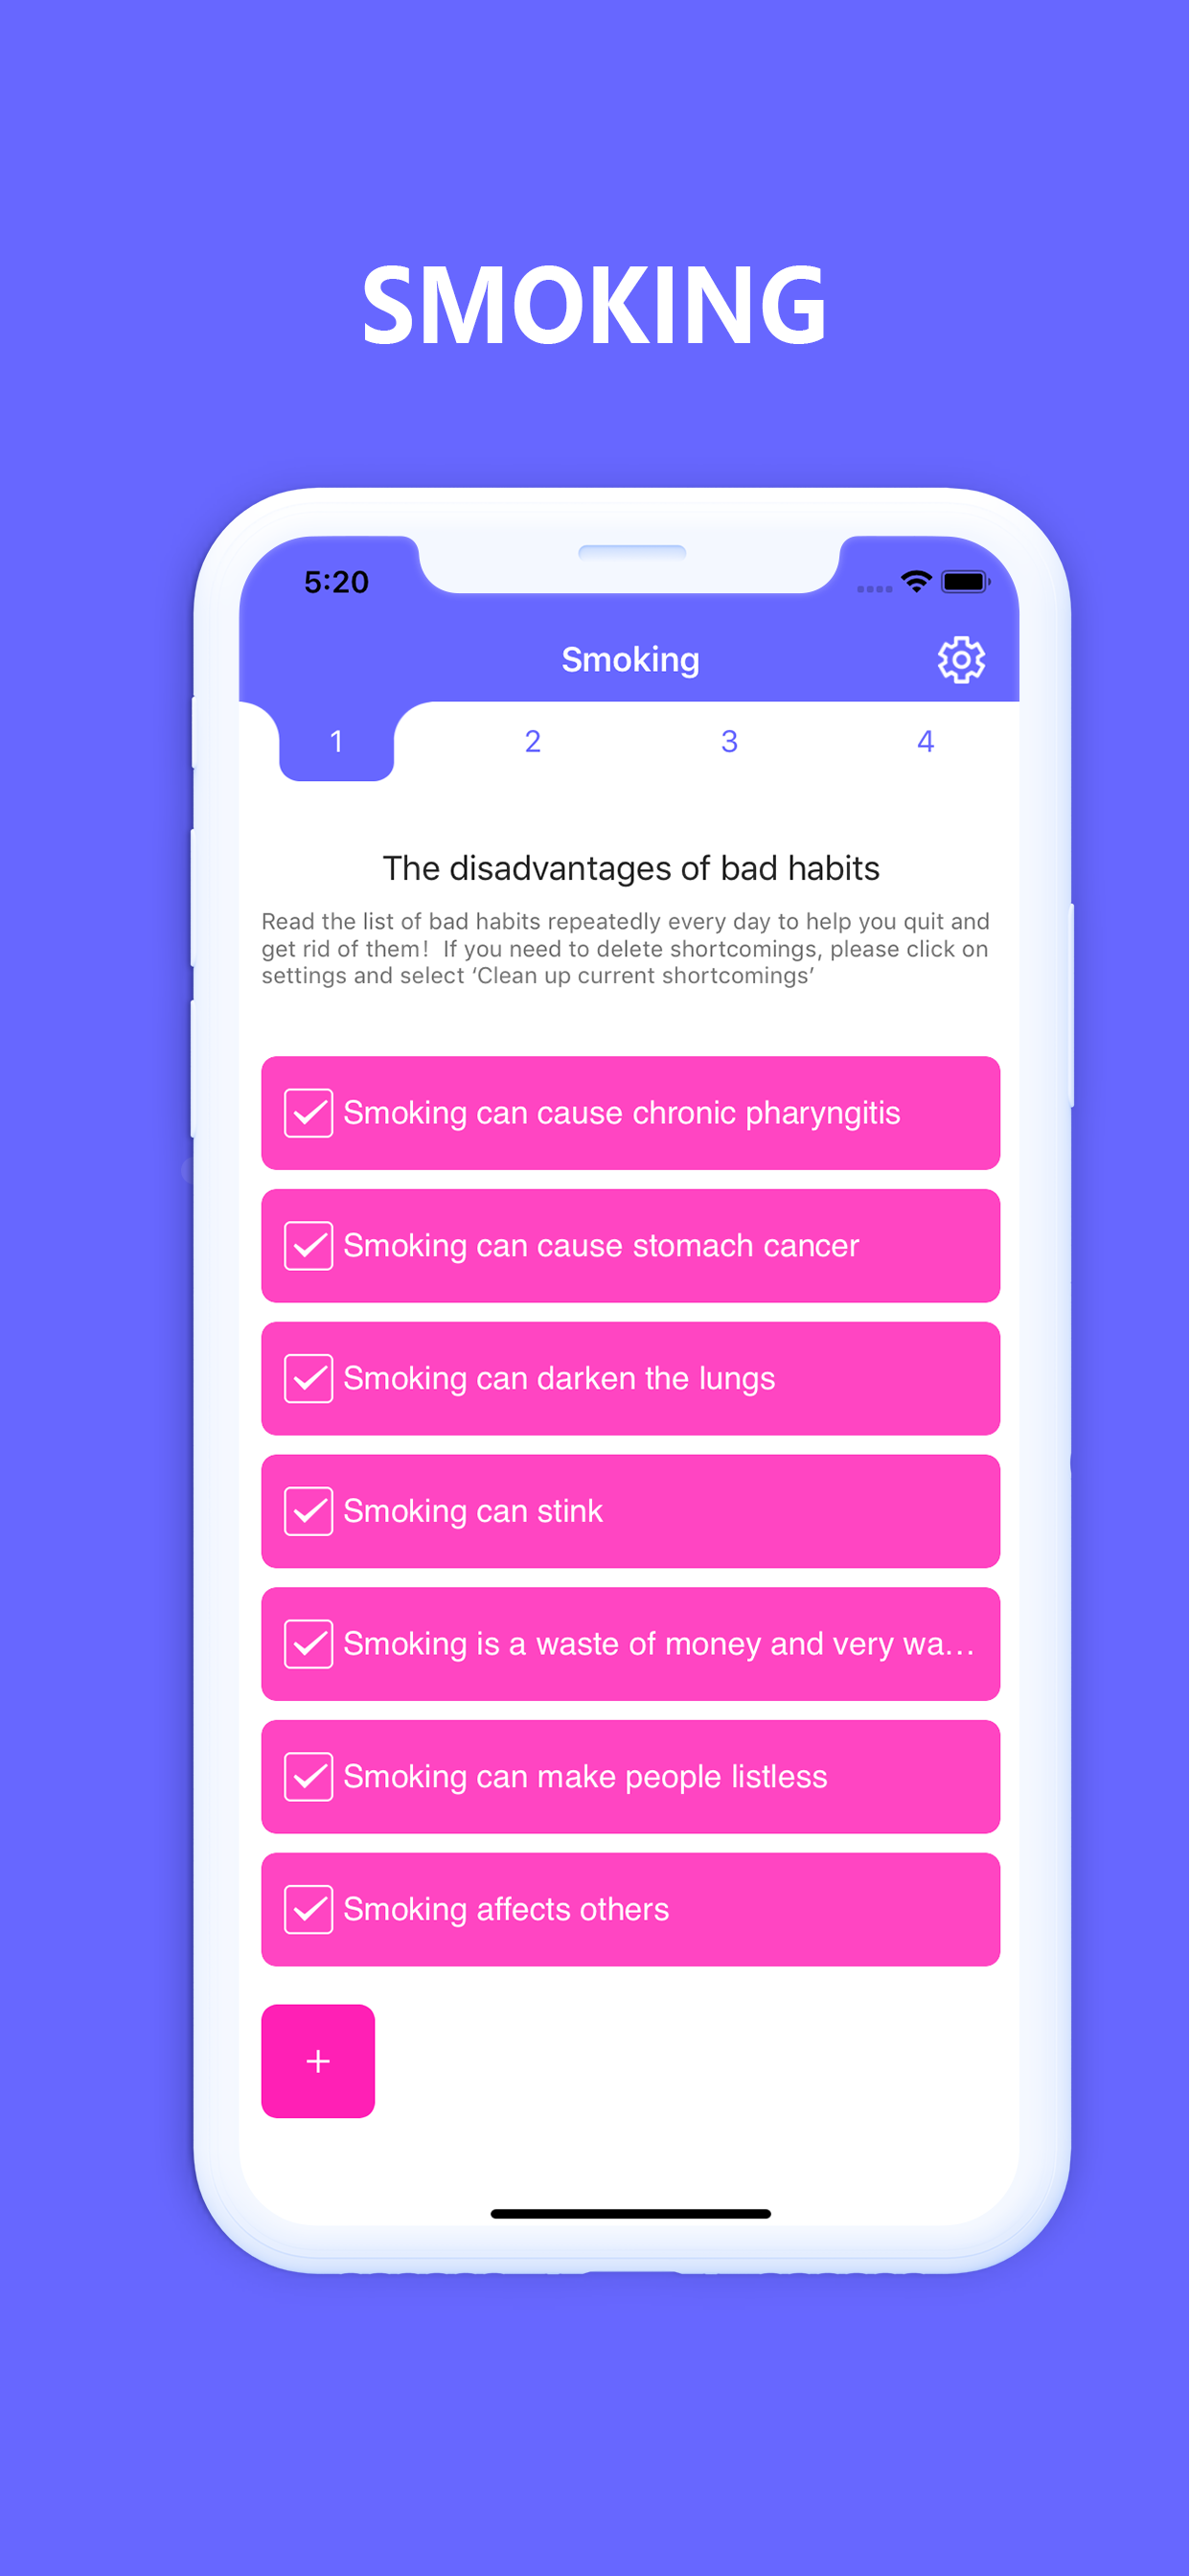 SMOKING
5:20
Smoking
1 2 3 4
The disadvantages of bad habits
Read the list of bad habits repeatedly every day to help you quit and
get rid of them！ If you need to delete shortcomings, please click on
settings and select ‘Clean up current shortcomings’
Smoking can cause chronic pharyngitis
Smoking can cause stomach cancer
Smoking can darken the lungs
Smoking can stink
Smoking is a waste of money and very wa...
Smoking can make people listless
Smoking affects others
+